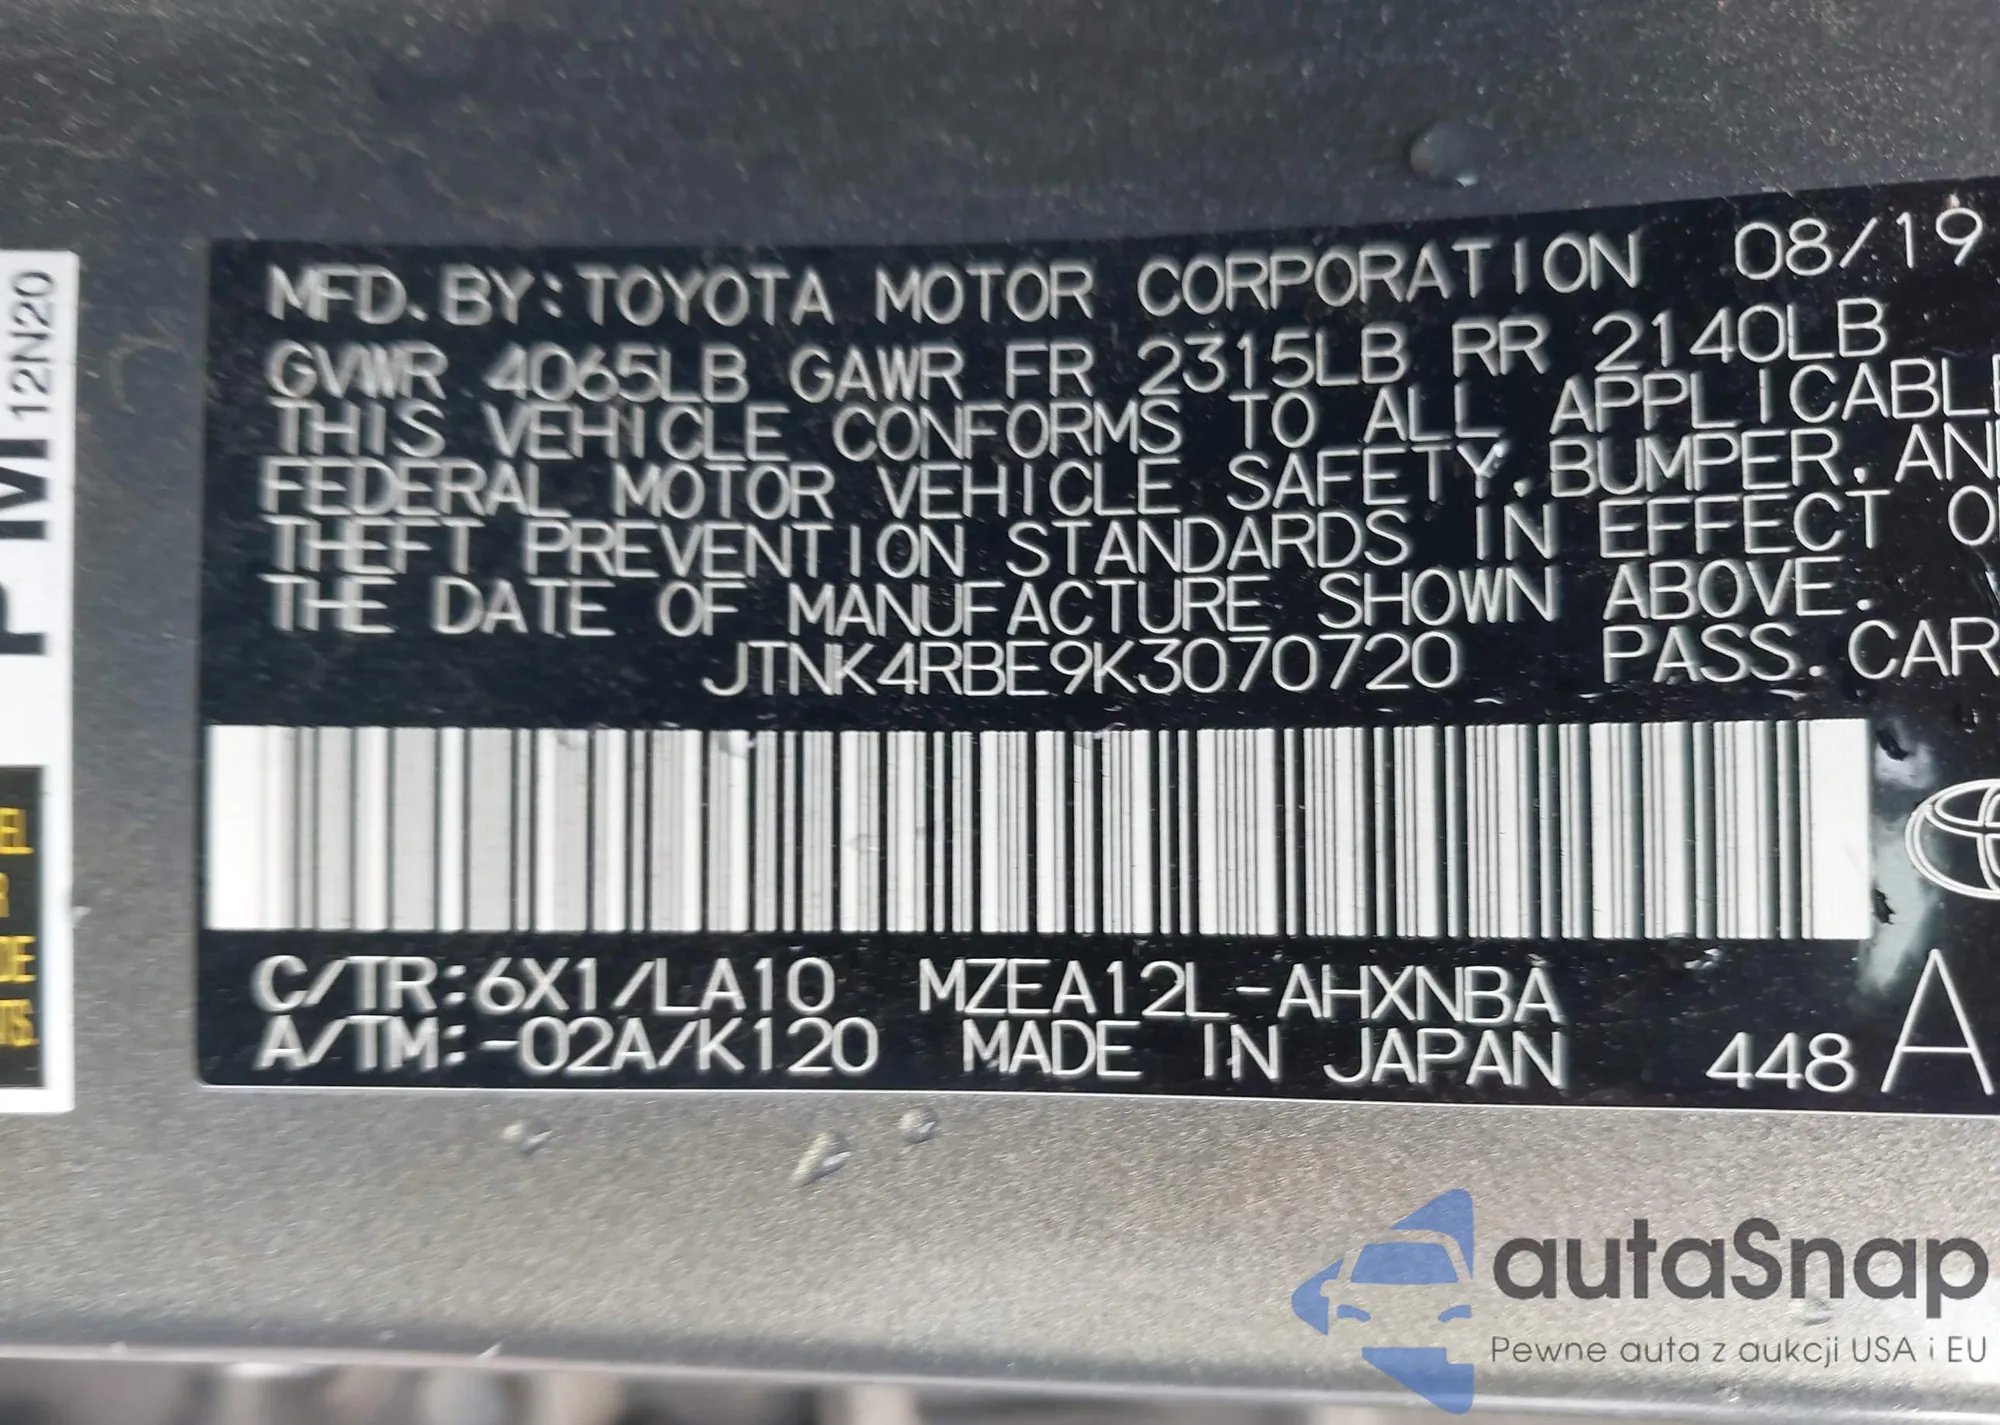 MFD. BY: TOYOTA MOTOR CORPORATION 08/19
GVWR 4065LB GAWR FR 2315LB RR 2140LB
THIS VEHICLE CONFORMS TO ALL APPLICABLE
FEDERAL MOTOR VEHICLE SAFETY, BUMPER, AND
THEFT PREVENTION STANDARDS IN EFFECT ON
THE DATE OF MANUFACTURE SHOWN ABOVE.
JTNK4RBE9K3070720 PASS. CAR
C/TR: 6X1/LA10 MZEA12L-AHXNBA
A/TM: -02A/K120 MADE IN JAPAN 448 A
12N20
autaSnap
Pewne auta z aukcji USA i EU